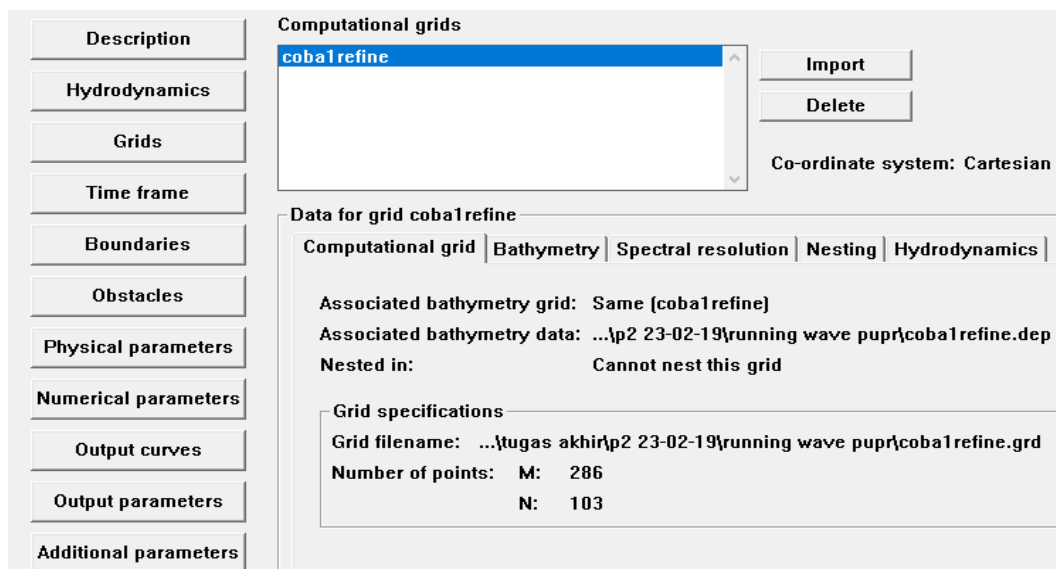 Description
Hydrodynamics
Grids
Time frame
Boundaries
Obstacles
Physical parameters
Numerical parameters
Output curves
Output parameters
Additional parameters
Computational grids
coba1refine
Import
Delete
Co-ordinate system: Cartesian
Data for grid coba1refine
Computational grid Bathymetry Spectral resolution Nesting Hydrodynamics
Associated bathymetry grid: Same (coba1refine)
Associated bathymetry data: ...\p2 23-02-19\running wave pupr\coba1refine.dep
Nested in: Cannot nest this grid
Grid specifications
Grid filename: ...\tugas akhir\p2 23-02-19\running wave pupr\coba1refine.grd
Number of points: M: 286
N: 103